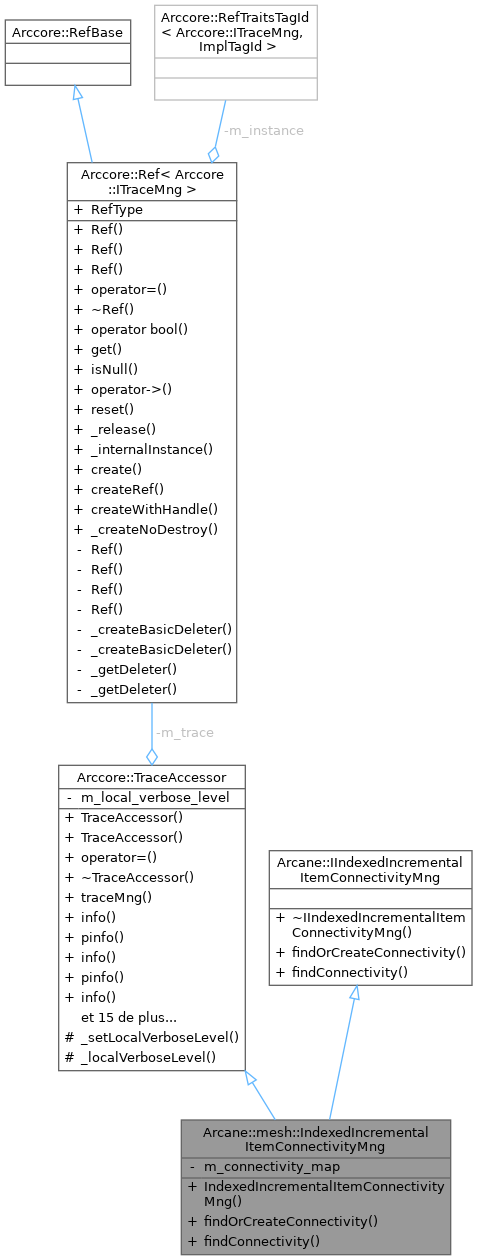 Arccore::RefBase
Arccore::RefTraitsTagId
< Arccore::ITraceMng,
ImplTagId >
-m_instance
Arccore::Ref< Arccore
::ITraceMng >
+ RefType
+ Ref()
+ Ref()
+ Ref()
+ operator=()
+ ~Ref()
+ operator bool()
+ get()
+ isNull()
+ operator->()
+ reset()
+ _release()
+ _internalInstance()
+ create()
+ createRef()
+ createWithHandle()
+ _createNoDestroy()
- Ref()
- Ref()
- Ref()
- Ref()
- _createBasicDeleter()
- _createBasicDeleter()
- _getDeleter()
- _getDeleter()
-m_trace
Arccore::TraceAccessor
- m_local_verbose_level
+ TraceAccessor()
+ TraceAccessor()
+ operator=()
+ ~TraceAccessor()
+ traceMng()
+ info()
+ pinfo()
+ info()
+ pinfo()
+ info()
et 15 de plus...
# _setLocalVerboseLevel()
# _localVerboseLevel()
Arcane::IIndexedIncremental
ItemConnectivityMng
+ ~IIndexedIncrementalItem
ConnectivityMng()
+ findOrCreateConnectivity()
+ findConnectivity()
Arcane::mesh::IndexedIncremental
ItemConnectivityMng
- m_connectivity_map
+ IndexedIncrementalItemConnectivity
Mng()
+ findOrCreateConnectivity()
+ findConnectivity()